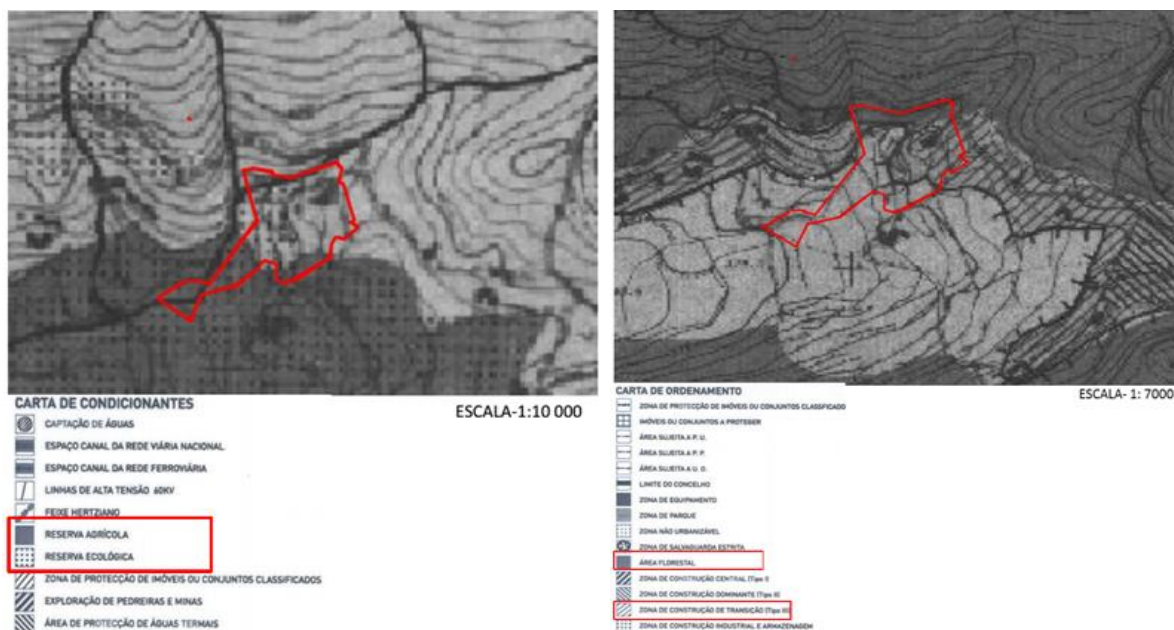 CARTA DE CONDICIONANTES
ESCALA-1:10 000
CAPTAÇÃO DE ÁGUAS
ESPAÇO CANAL DA REDE VIÁRIA NACIONAL
ESPAÇO CANAL DA REDE FERROVIÁRIA
LINHAS DE ALTA TENSÃO 60KV
FEIXE HERTZIANO
RESERVA AGRÍCOLA
RESERVA ECOLÓGICA
ZONA DE PROTECÇÃO DE IMÓVEIS OU CONJUNTOS CLASSIFICADOS
EXPLORAÇÃO DE PEDREIRAS E MINAS
ÁREA DE PROTECÇÃO DE ÁGUAS TERMAIS
CARTA DE ORDENAMENTO
ESCALA- 1: 7000
ZONA DE PROTECÇÃO DE IMÓVEIS OU CONJUNTOS CLASSIFICADO
IMÓVEIS OU CONJUNTOS A PROTEGER
ÁREA SUJEITA A P. U.
ÁREA SUJEITA A P. P.
ÁREA SUJEITA A U. O.
LIMITE DO CONCELHO
ZONA DE EQUIPAMENTO
ZONA DE PARQUE
ZONA NÃO URBANIZÁVEL
ZONA DE SALVAGUARDA ESTRITA
ÁREA FLORESTAL
ZONA DE CONSTRUÇÃO CENTRAL (Tipo I)
ZONA DE CONSTRUÇÃO DOMINANTE (Tipo II)
ZONA DE CONSTRUÇÃO DE TRANSIÇÃO (Tipo III)
ZONA DE CONSTRUÇÃO INDUSTRIAL E ARMAZENAGEM